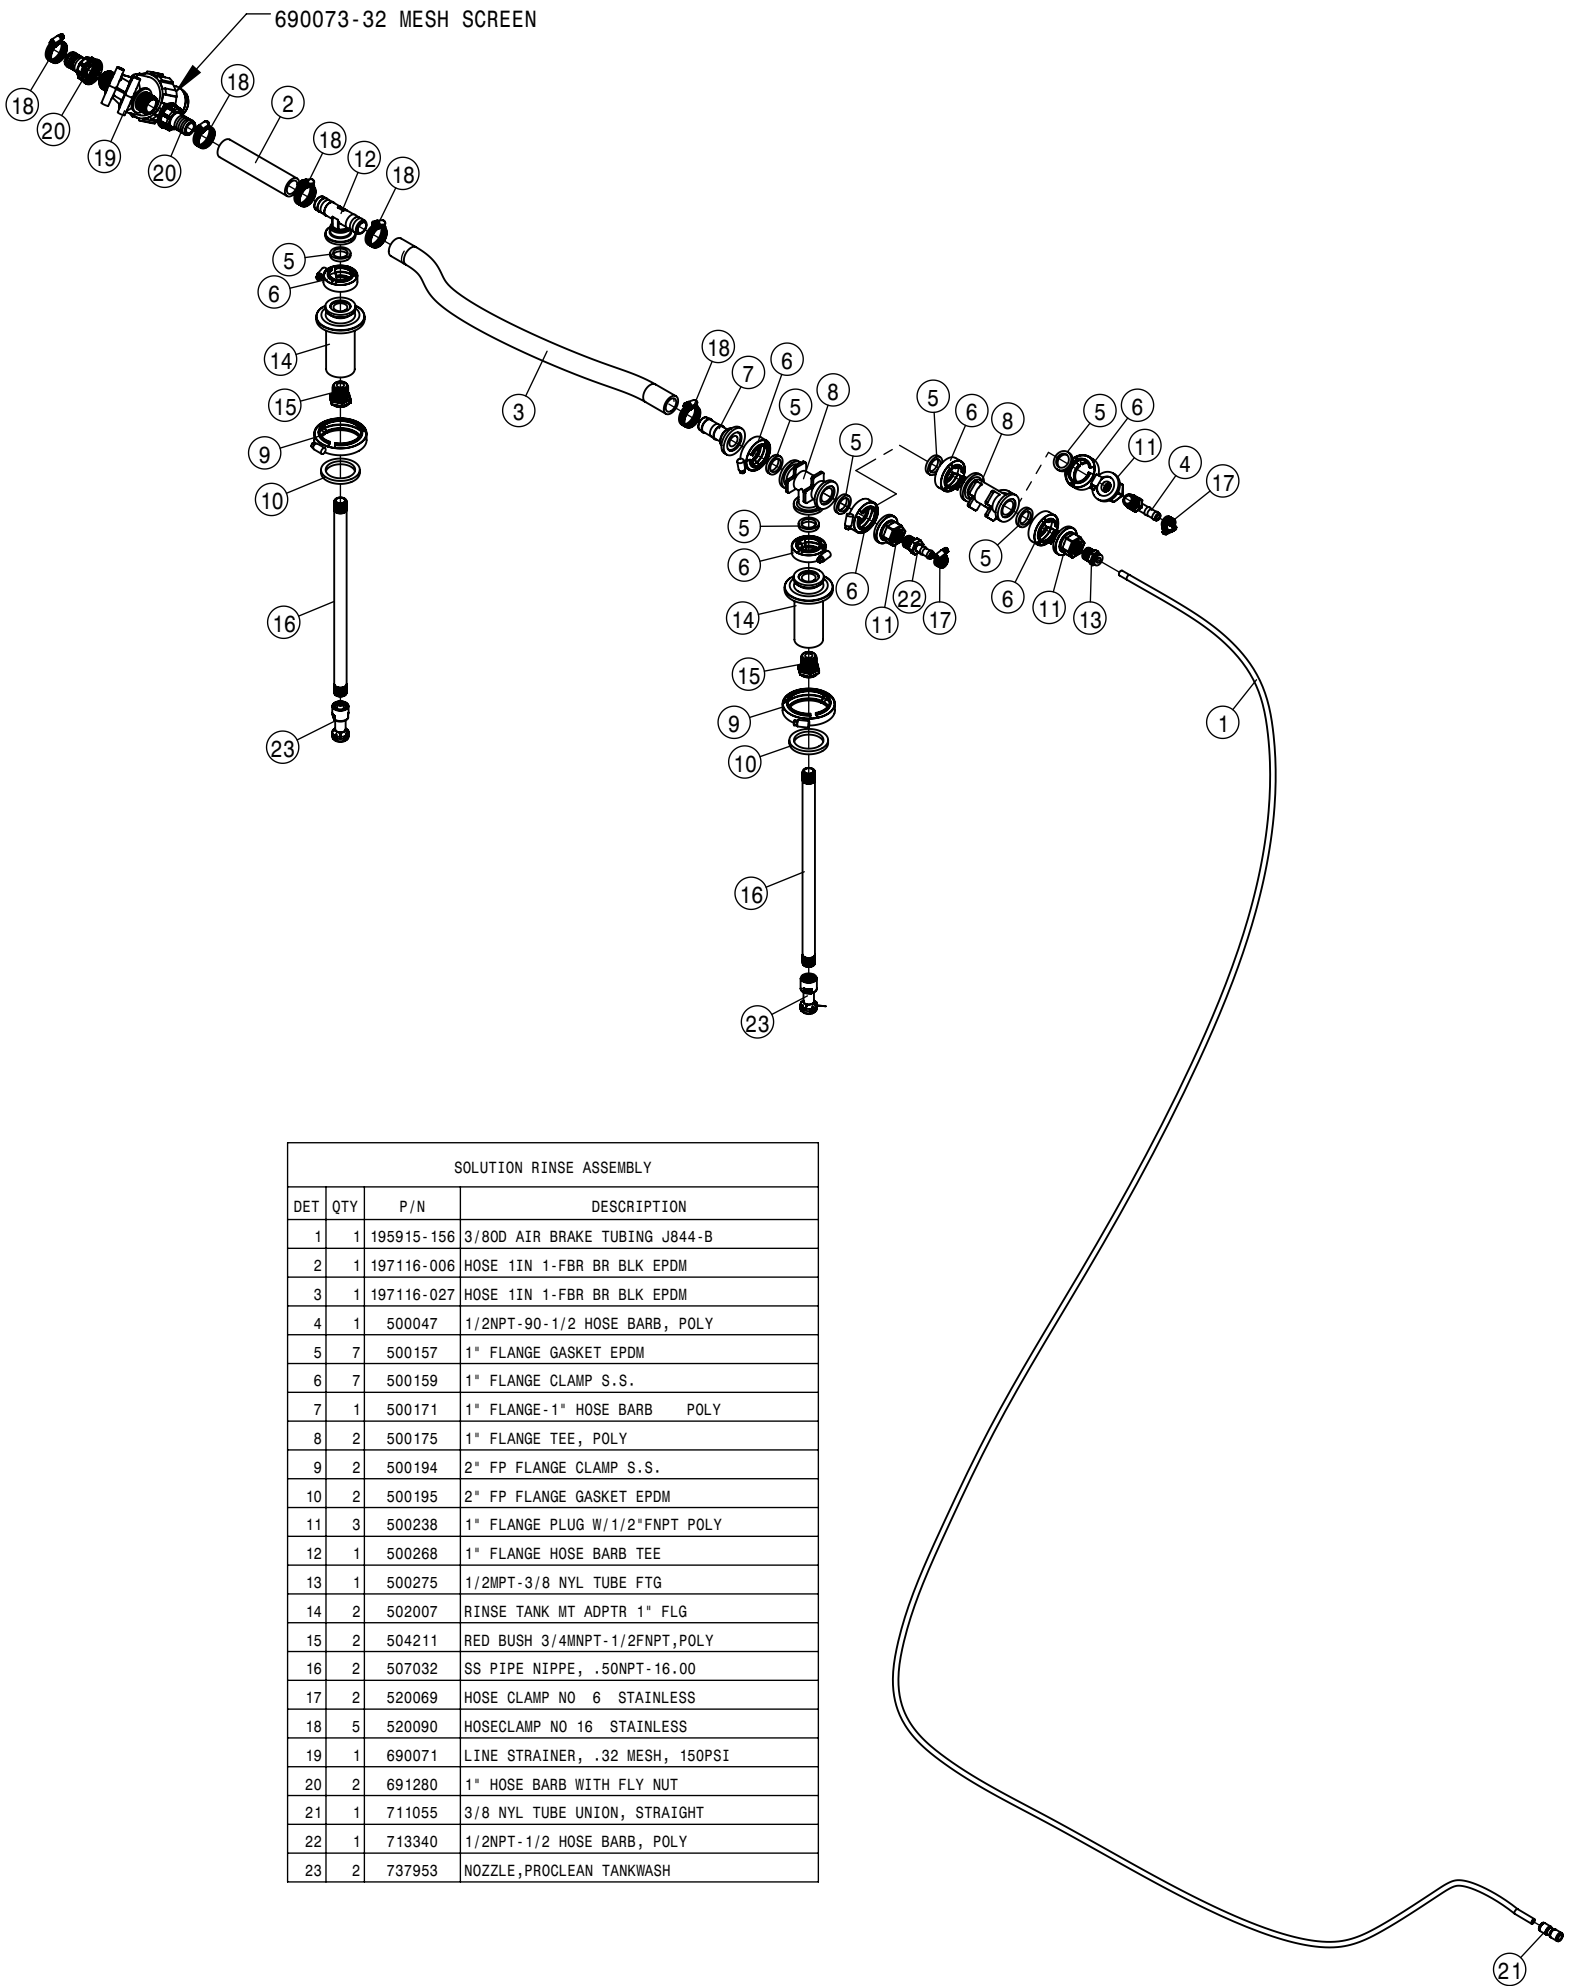 690073-32 MESH SCREEN
18
20
19
20
18
2
18
12
18
5
6
14
15
9
10
16
23
3
18
7
6
5
8
5
6
5
6
14
15
9
10
16
23
11
22
17
5
6
8
5
6
11
4
17
5
6
11
13
1
21
SOLUTION RINSE ASSEMBLY
DET QTY P/N DESCRIPTION
1 1 195915-156 3/8OD AIR BRAKE TUBING J844-B
2 1 197116-006 HOSE 1IN 1-FBR BR BLK EPDM
3 1 197116-027 HOSE 1IN 1-FBR BR BLK EPDM
4 1 500047 1/2NPT-90-1/2 HOSE BARB, POLY
5 7 500157 1" FLANGE GASKET EPDM
6 7 500159 1" FLANGE CLAMP S.S.
7 1 500171 1" FLANGE-1" HOSE BARB POLY
8 2 500175 1" FLANGE TEE, POLY
9 2 500194 2" FP FLANGE CLAMP S.S.
10 2 500195 2" FP FLANGE GASKET EPDM
11 3 500238 1" FLANGE PLUG W/1/2"FNPT POLY
12 1 500268 1" FLANGE HOSE BARB TEE
13 1 500275 1/2MPT-3/8 NYL TUBE FTG
14 2 502007 RINSE TANK MT ADPTR 1" FLG
15 2 504211 RED BUSH 3/4MNPT-1/2FNPT,POLY
16 2 507032 SS PIPE NIPPE, .50NPT-16.00
17 2 520069 HOSE CLAMP NO 6 STAINLESS
18 5 520090 HOSECLAMP NO 16 STAINLESS
19 1 690071 LINE STRAINER, .32 MESH, 150PSI
20 2 691280 1" HOSE BARB WITH FLY NUT
21 1 711055 3/8 NYL TUBE UNION, STRAIGHT
22 1 713340 1/2NPT-1/2 HOSE BARB, POLY
23 2 737953 NOZZLE,PROCLEAN TANKWASH